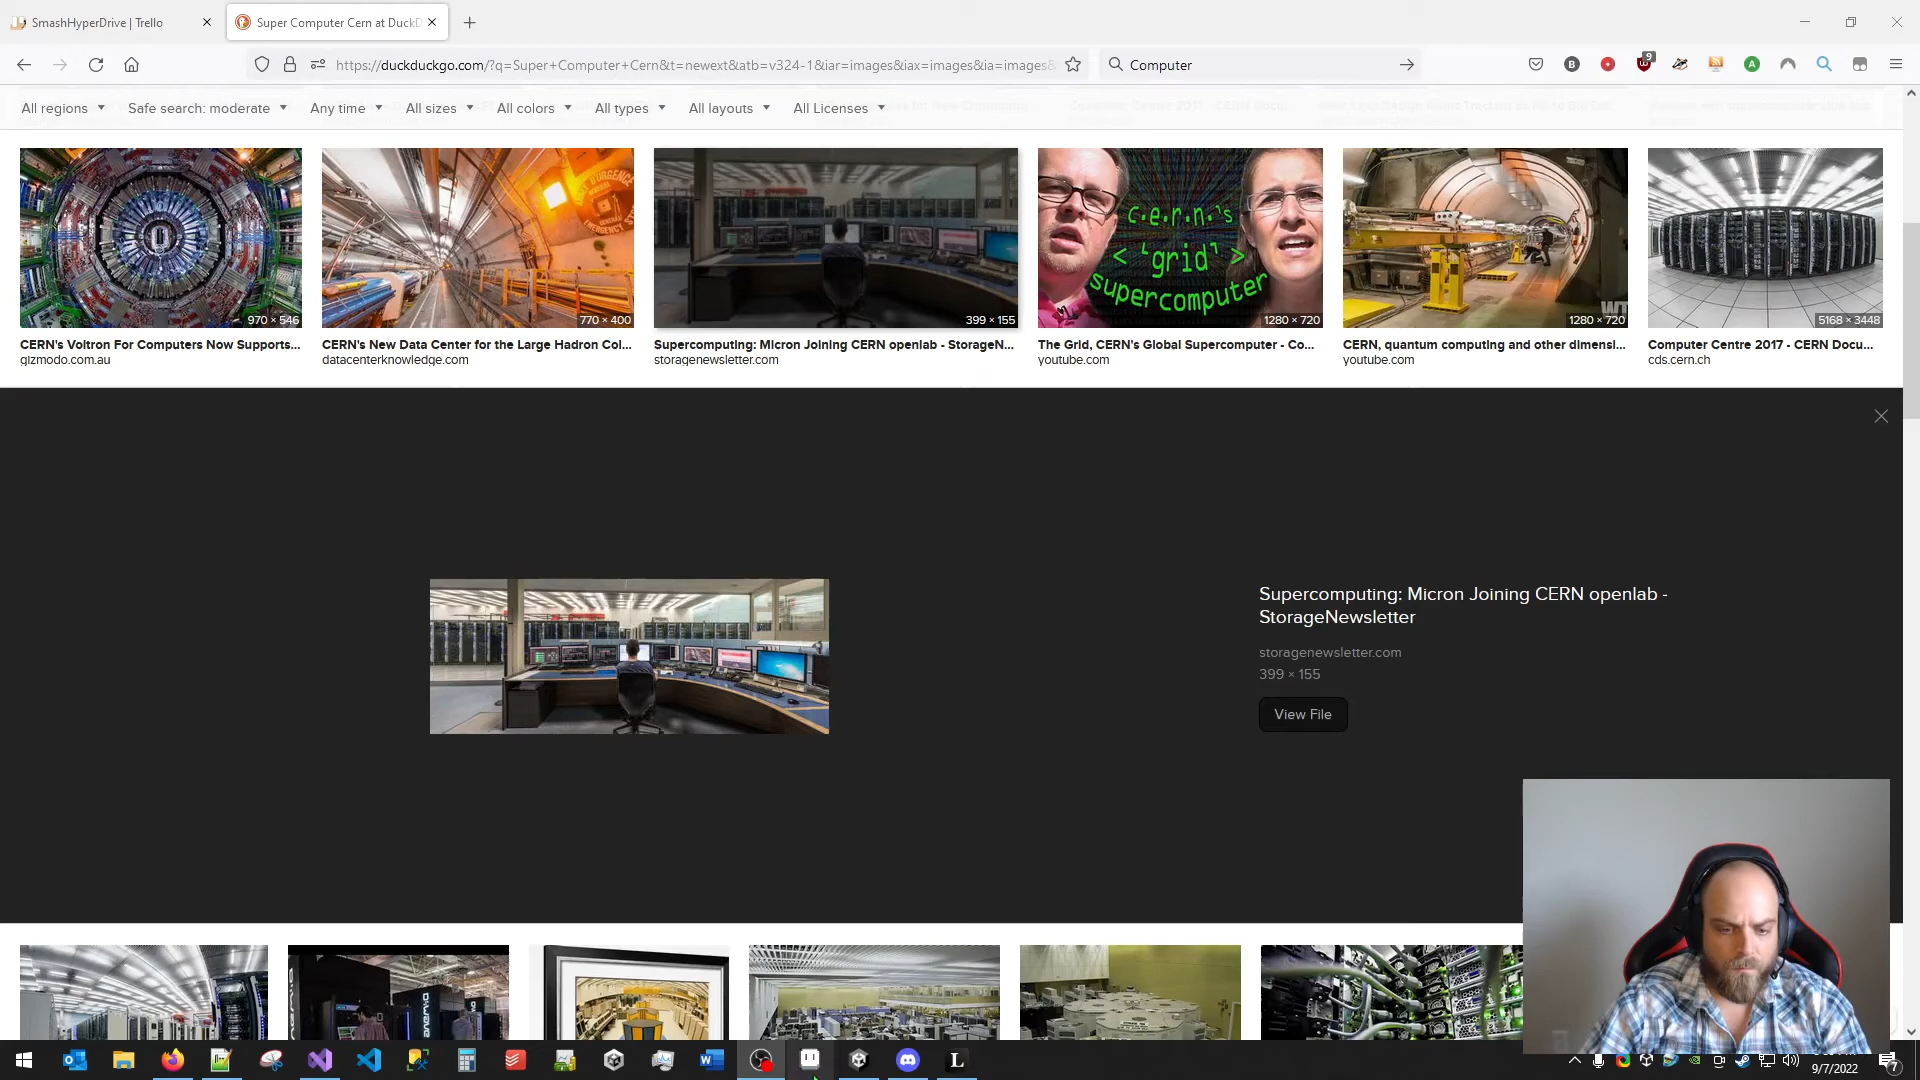 SmashHyperDrive | Trello
Super Computer Cern at DuckD
https://duckduckgo.com/?q=Super+Computer+Cern&t=newext&atb=v324-1&iar=images&iax=images&ia=images&
Computer
9
All regions
Safe search: moderate
Any time
All sizes
All colors
All types
All layouts
All Licenses
970 × 546
770 × 400
399 × 155
c.e.r.n.'s
< 'grid' >
supercomputer
1280 × 720
1280 × 720
5168 × 3448
CERN's Voltron For Computers Now Supports...
gizmodo.com.au
CERN's New Data Center for the Large Hadron Col...
datacenterknowledge.com
Supercomputing: Micron Joining CERN openlab - StorageN...
storagenewsletter.com
The Grid, CERN's Global Supercomputer - Co...
youtube.com
CERN, quantum computing and other dimensi...
youtube.com
Computer Centre 2017 - CERN Docu...
cds.cern.ch
Supercomputing: Micron Joining CERN openlab -
StorageNewsletter
storagenewsletter.com
399 × 155
View File
9/7/2022
7